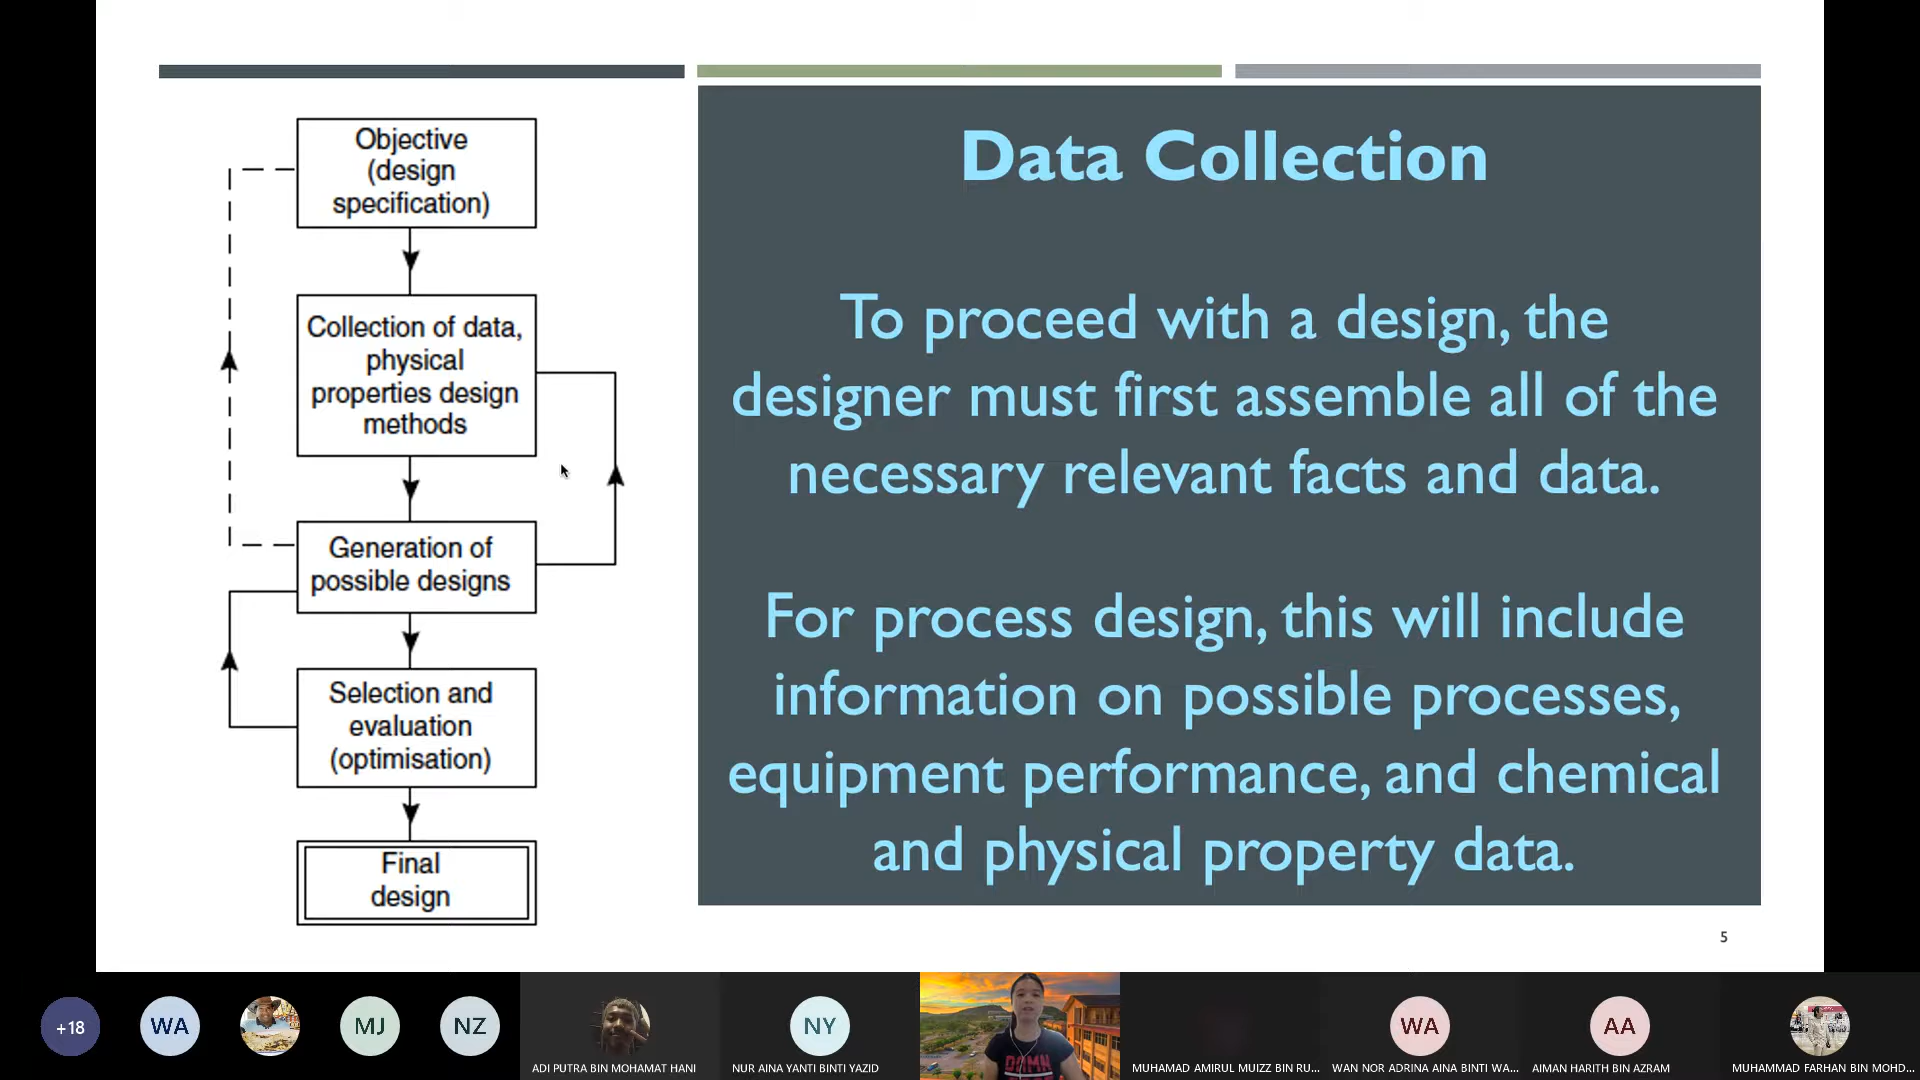 Objective
(design
specification)
Collection of data,
physical
properties design
methods
Generation of
possible designs
Selection and
evaluation
(optimisation)
Final
design
Data Collection
To proceed with a design, the
designer must first assemble all of the
necessary relevant facts and data.
For process design, this will include
information on possible processes,
equipment performance, and chemical
and physical property data.
5
+18
WA
MJ
NZ
ADI PUTRA BIN MOHAMAT HANI
NY
NUR AINA YANTI BINTI YAZID
DAMN
MUHAMAD AMIRUL MUIZZ BIN RU...
WA
WAN NOR ADRINA AINA BINTI WA...
AA
AIMAN HARITH BIN AZRAM
MUHAMMAD FARHAN BIN MOHD...